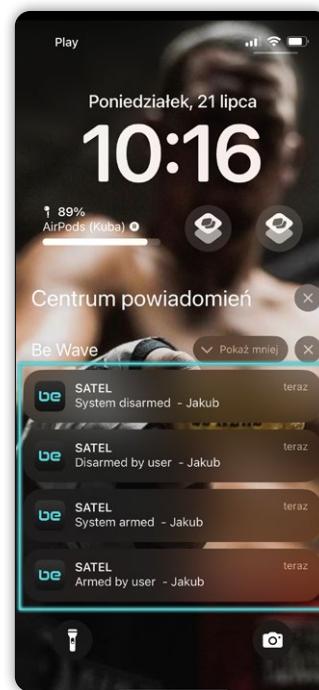 Play
Poniedziałek, 21 lipca
10:16
89%
AirPods (Kuba)
Centrum powiadomień
Be Wave
Pokaż mniej
be
SATEL
teraz
System disarmed - Jakub
be
SATEL
teraz
Disarmed by user - Jakub
be
SATEL
teraz
System armed - Jakub
be
SATEL
teraz
Armed by user - Jakub